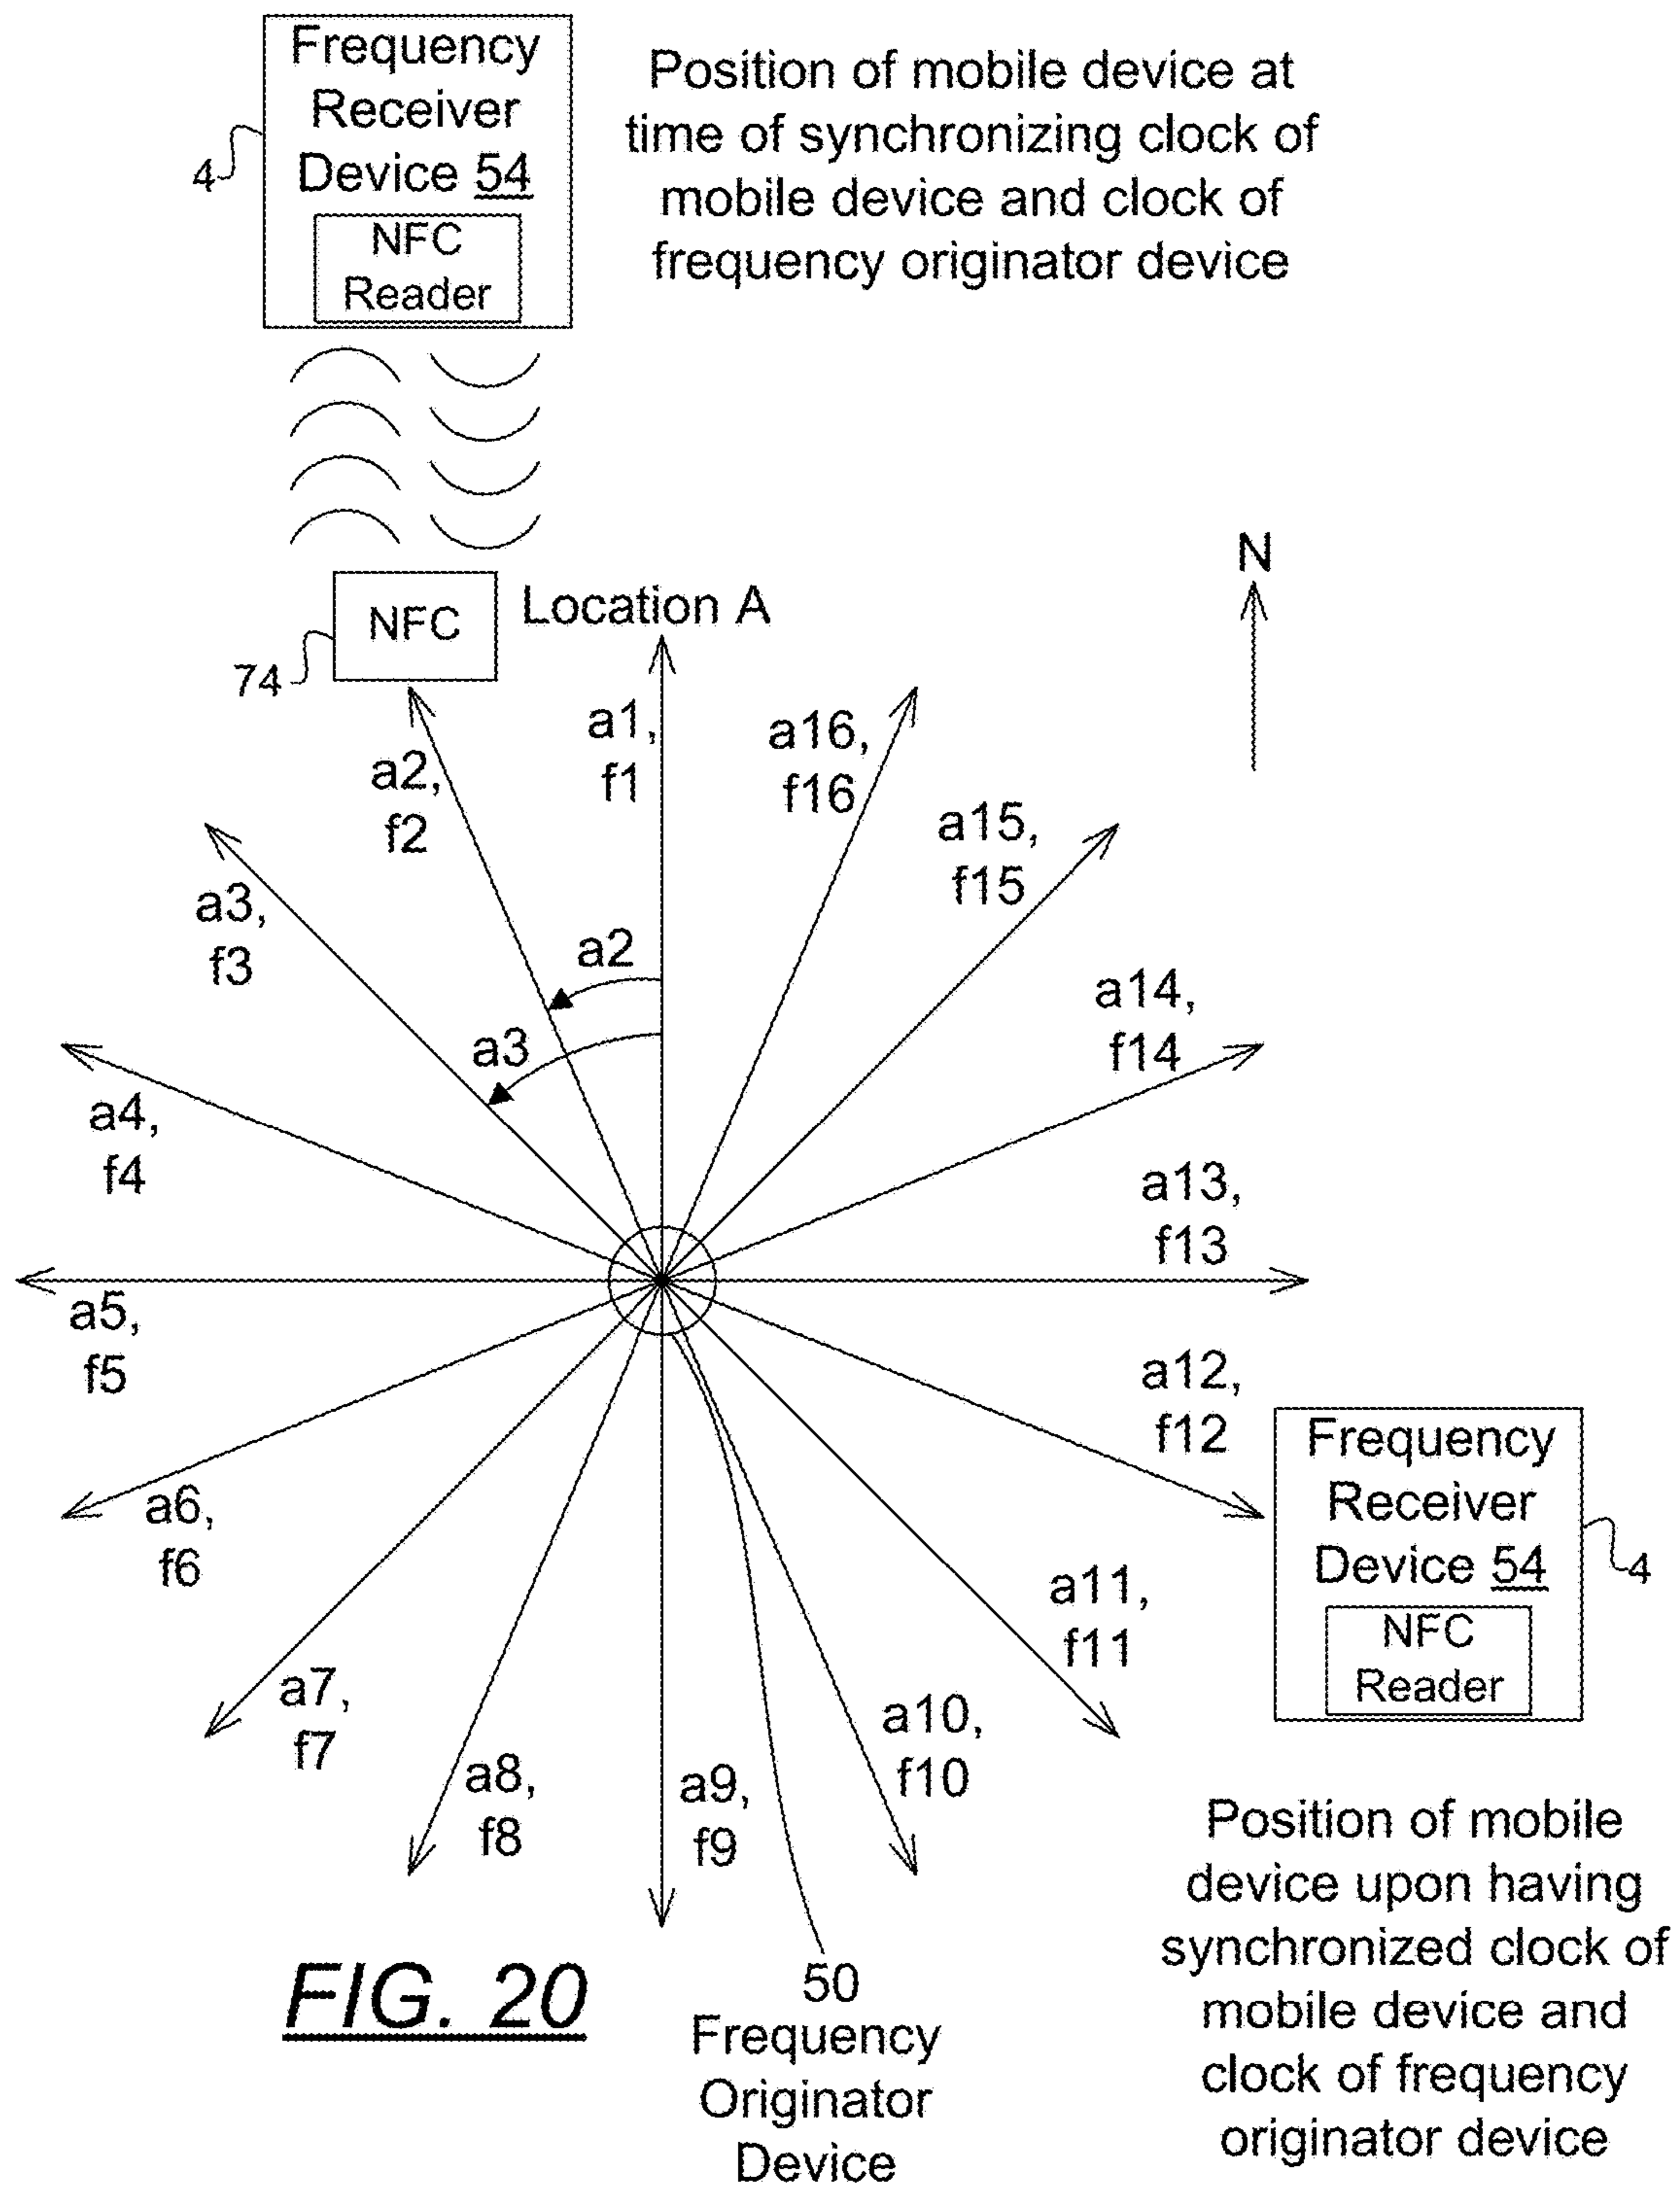 Frequency
Receiver
Device 54
NFC
Reader
4
Position of mobile device at
time of synchronizing clock of
mobile device and clock of
frequency originator device
N
NFC
74
Location A
a1,
f1
a16,
f16
a2,
f2
a15,
f15
a3,
f3
a2
a3
a14,
f14
a4,
f4
a13,
f13
a5,
f5
a12,
f12
Frequency
Receiver
Device 54
NFC
Reader
4
a6,
f6
a11,
f11
a7,
f7
a10,
f10
a8,
f8
a9,
f9
Position of mobile
device upon having
synchronized clock of
mobile device and
clock of frequency
originator device
FIG. 20
50
Frequency
Originator
Device